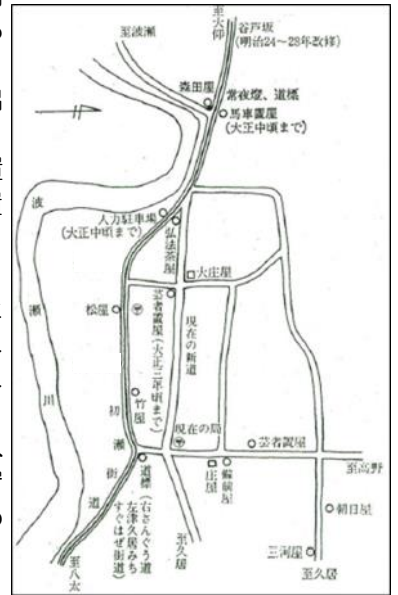 至大仰
谷戸坂
(明治24〜28年改修)
至波瀬
森田屋
常夜燈、道標
馬車置屋
(大正中頃まで)
波瀬川
人力駐車場
(大正中頃まで)
弘法茶屋
大庄屋
松屋
芸者置屋(大正三年頃まで)
現在の新道
竹屋
初瀬街道
現在の局
芸者置屋
至高野
道標(右さんぐう道
左津久居みち
すぐはせ街道)
庄屋
備前屋
朝日屋
至久居
三河屋
至久居
至八太